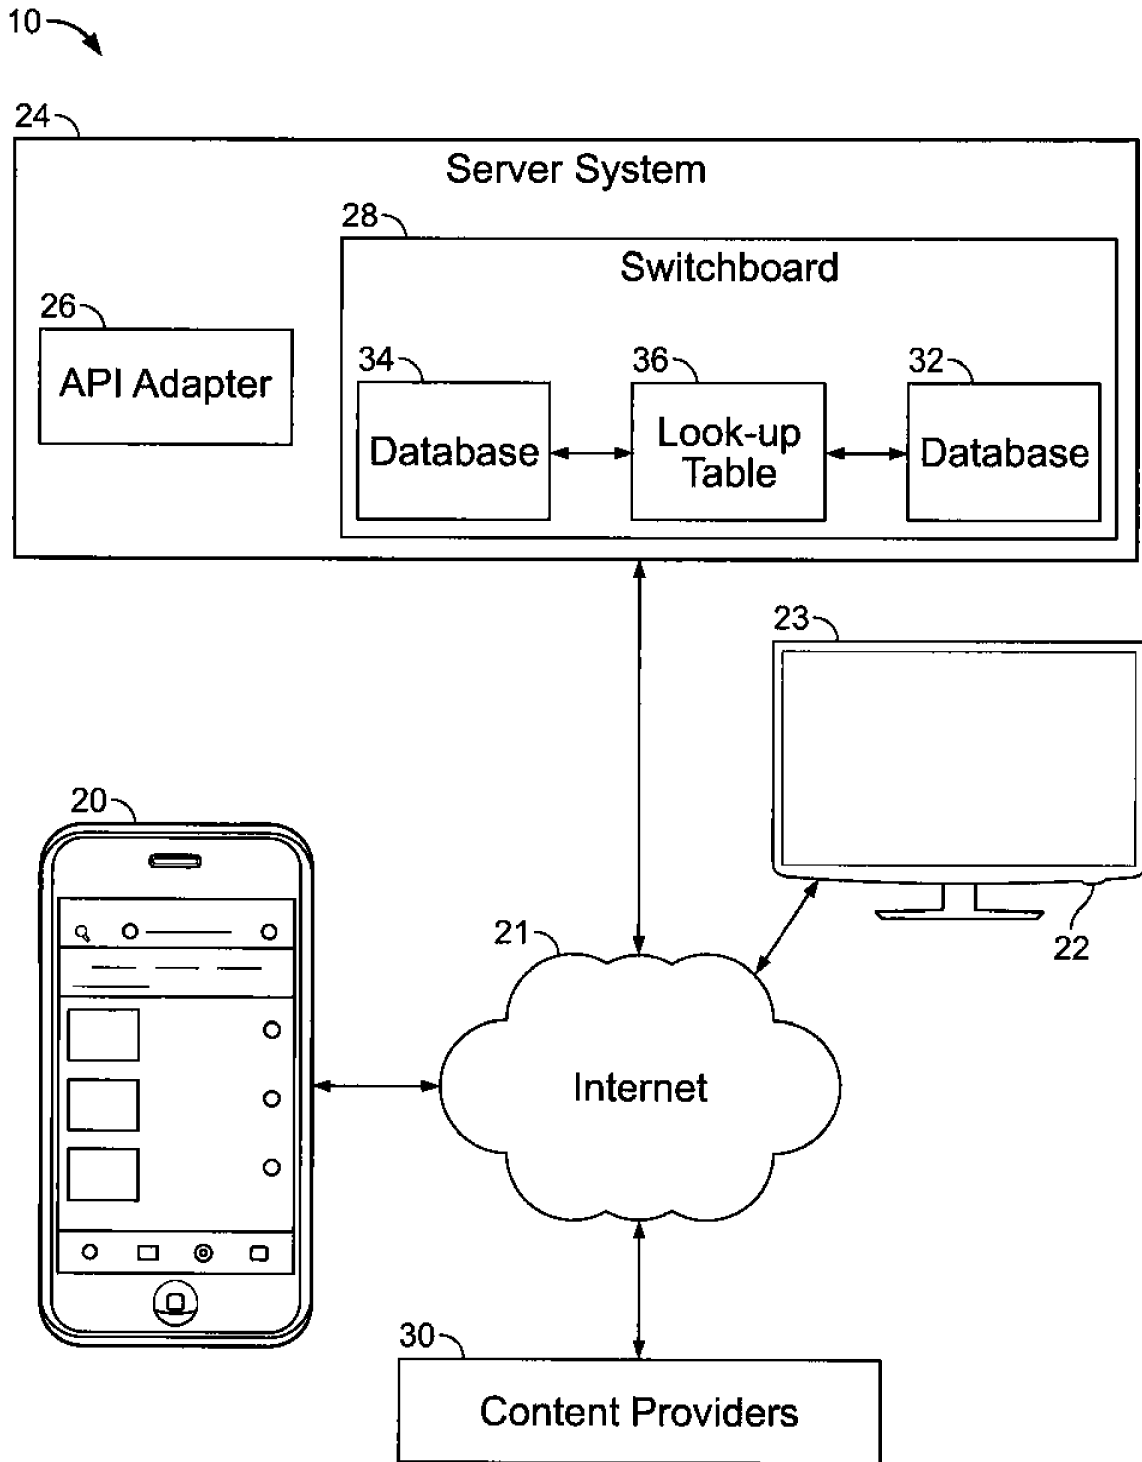 10
24
Server System
28
Switchboard
26
API Adapter
34
Database
36
Look-up
Table
32
Database
23
22
20
21
Internet
30
Content Providers